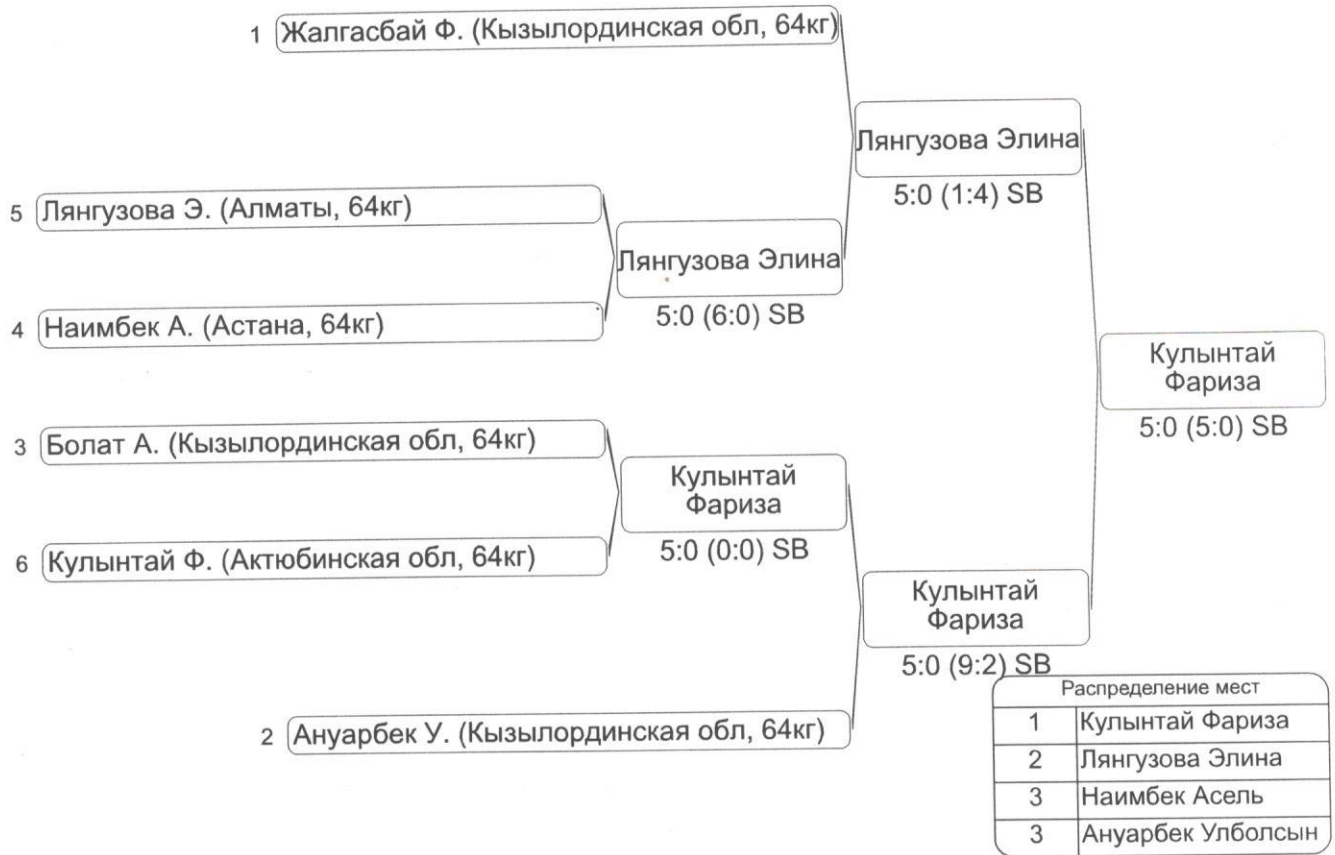 1 Жалгасбай Ф. (Кызылординская обл, 64кг)
Лянгузова Элина
5:0 (1:4) SB
5 Лянгузова Э. (Алматы, 64кг)
Лянгузова Элина
5:0 (6:0) SB
4 Наимбек А. (Астана, 64кг)
Кулынтай
Фариза
5:0 (5:0) SB
3 Болат А. (Кызылординская обл, 64кг)
Кулынтай
Фариза
5:0 (0:0) SB
6 Кулынтай Ф. (Актюбинская обл, 64кг)
Кулынтай
Фариза
5:0 (9:2) SB
2 Ануарбек У. (Кызылординская обл, 64кг)
Распределение мест
1 Кулынтай Фариза
2 Лянгузова Элина
3 Наимбек Асель
3 Ануарбек Улболсын